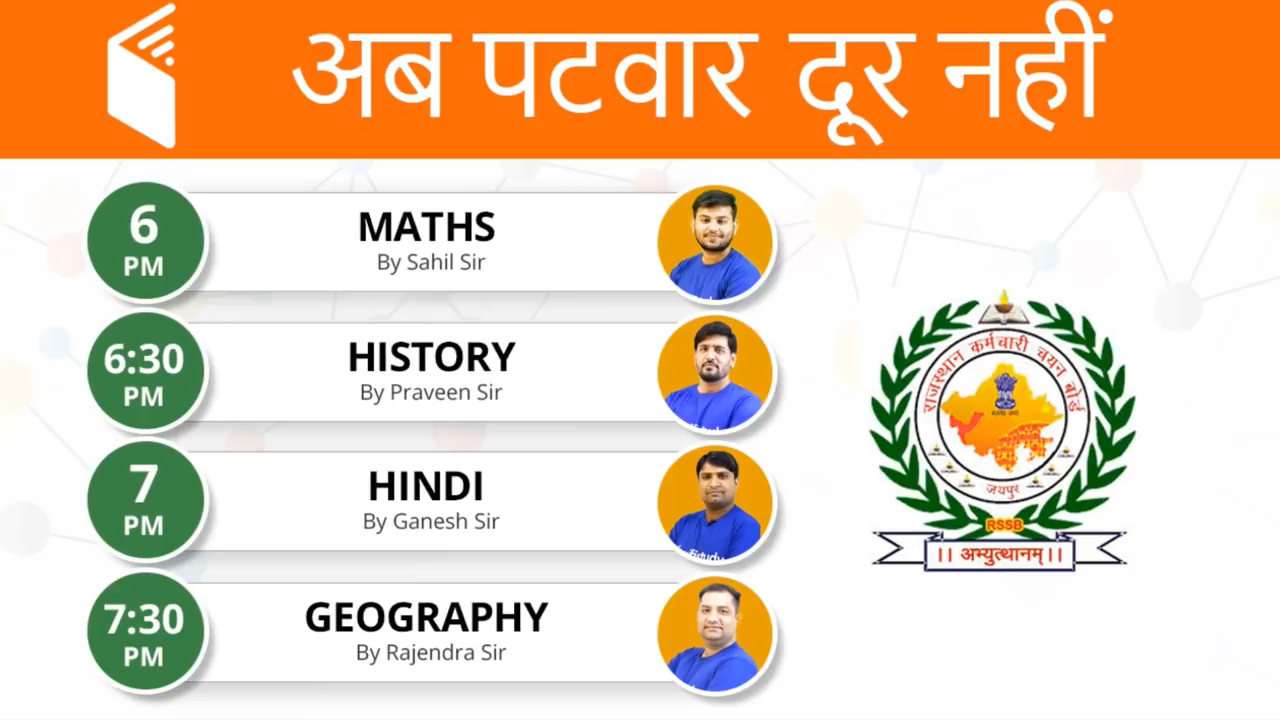 अब पटवार दूर नहीं
6
PM
MATHS
By Sahil Sir
6:30
PM
HISTORY
By Praveen Sir
7
PM
HINDI
By Ganesh Sir
7:30
PM
GEOGRAPHY
By Rajendra Sir
राजस्थान कर्मचारी चयन बोर्ड
जयपुर
RSSB
।। अभ्युत्थानम् ।।